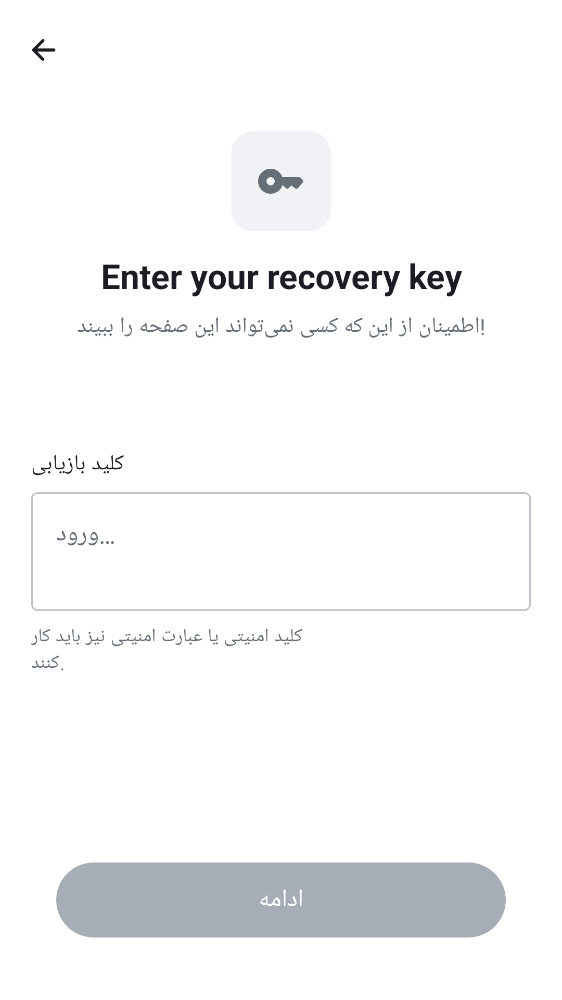 Enter your recovery key
اطمینان از این که کسی نمی‌تواند این صفحه را ببیند!
کلید بازیابی
ورود...
کلید امنیتی یا عبارت امنیتی نیز باید کار
کنند.
ادامه